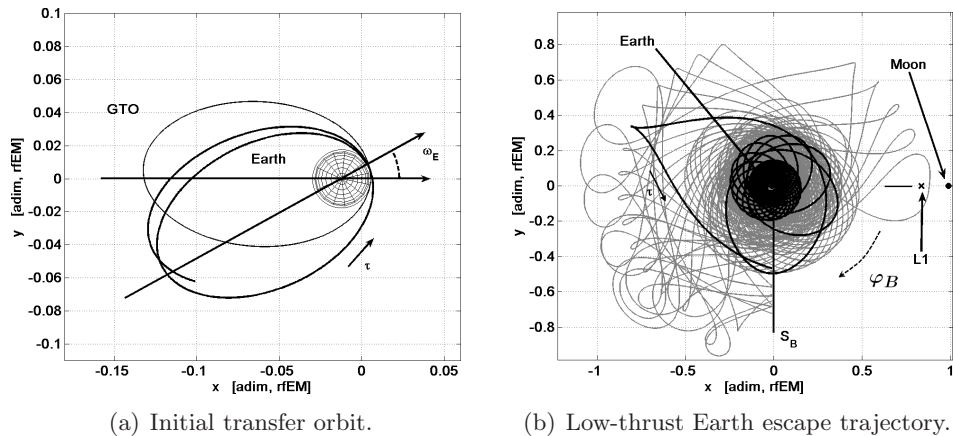 0.1
0.08
0.06
0.04
0.02
0
-0.02
-0.04
-0.06
-0.08
-0.1
y [adim, rfEM]
GTO
Earth
ω_E
τ
-0.15
-0.1
-0.05
0
0.05
x [adim, rfEM]
(a) Initial transfer orbit.
0.8
0.6
0.4
0.2
0
-0.2
-0.4
-0.6
-0.8
y [adim, rfEM]
Earth
Moon
τ
L1
φ_B
S_B
-1
-0.5
0
0.5
1
x [adim, rfEM]
(b) Low-thrust Earth escape trajectory.